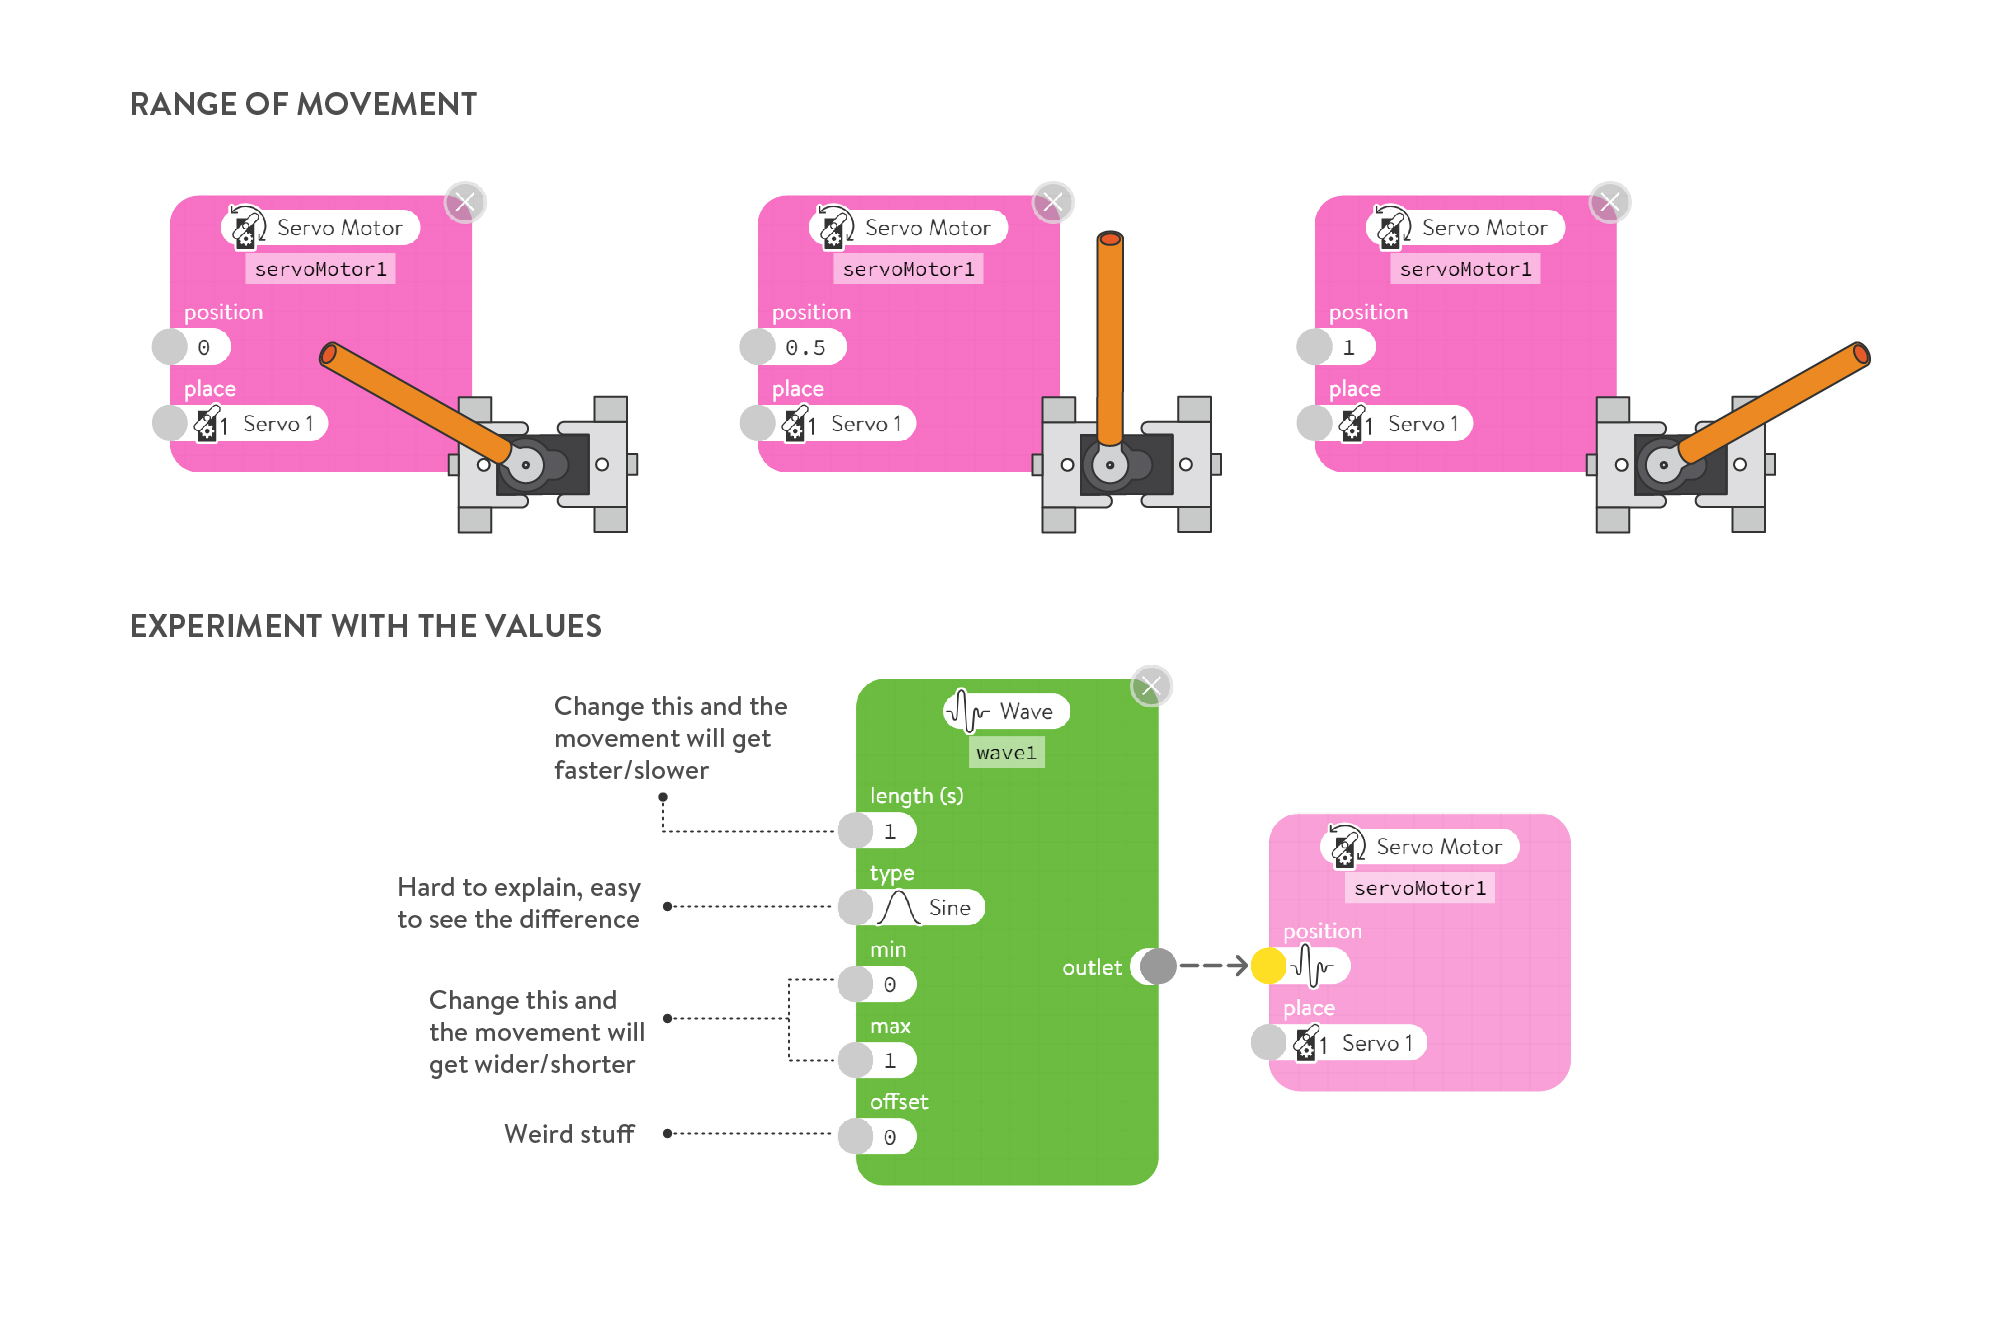 RANGE OF MOVEMENT
Servo Motor
servoMotor1
position
0
place
1 Servo 1
Servo Motor
servoMotor1
position
0.5
place
1 Servo 1
Servo Motor
servoMotor1
position
1
place
1 Servo 1
EXPERIMENT WITH THE VALUES
Change this and the
movement will get
faster/slower
Hard to explain, easy
to see the difference
Change this and
the movement will
get wider/shorter
Weird stuff
Wave
wave1
length (s)
1
type
Sine
min
0
max
1
offset
0
outlet
Servo Motor
servoMotor1
position
place
1 Servo 1